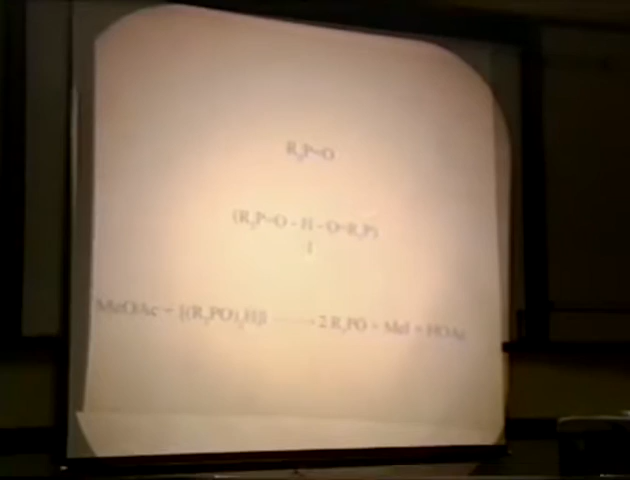 R₃P=O
(R₃P=O - H - O=R₃P)
I
MeOAc + [(R₃PO)₂H]I ⟶ 2 R₃PO + MeI + HOAc